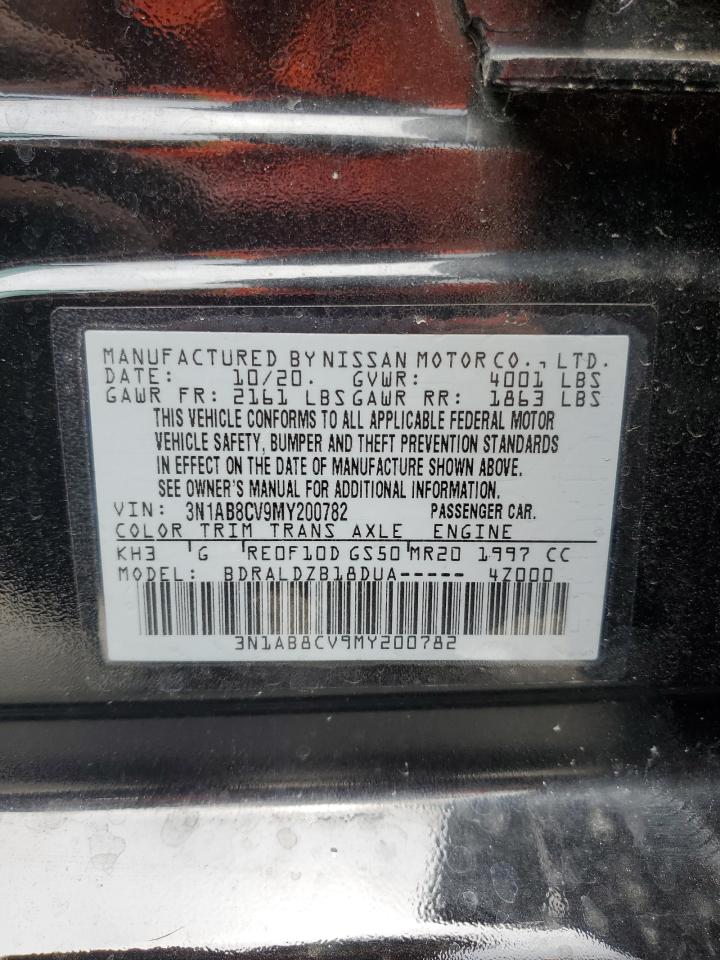 MANUFACTURED BY NISSAN MOTOR CO., LTD.
DATE: 10/20. GVWR: 4001 LBS
GAWR FR: 2161 LBS GAWR RR: 1863 LBS
THIS VEHICLE CONFORMS TO ALL APPLICABLE FEDERAL MOTOR
VEHICLE SAFETY, BUMPER AND THEFT PREVENTION STANDARDS
IN EFFECT ON THE DATE OF MANUFACTURE SHOWN ABOVE.
SEE OWNER'S MANUAL FOR ADDITIONAL INFORMATION.
VIN: 3N1AB8CV9MY200782 PASSENGER CAR.
COLOR TRIM TRANS AXLE ENGINE
KH3 G RE0F10D GS50 MR20 1997 CC
MODEL: BDRALDZB18DUA----- 4Z000
3N1AB8CV9MY200782